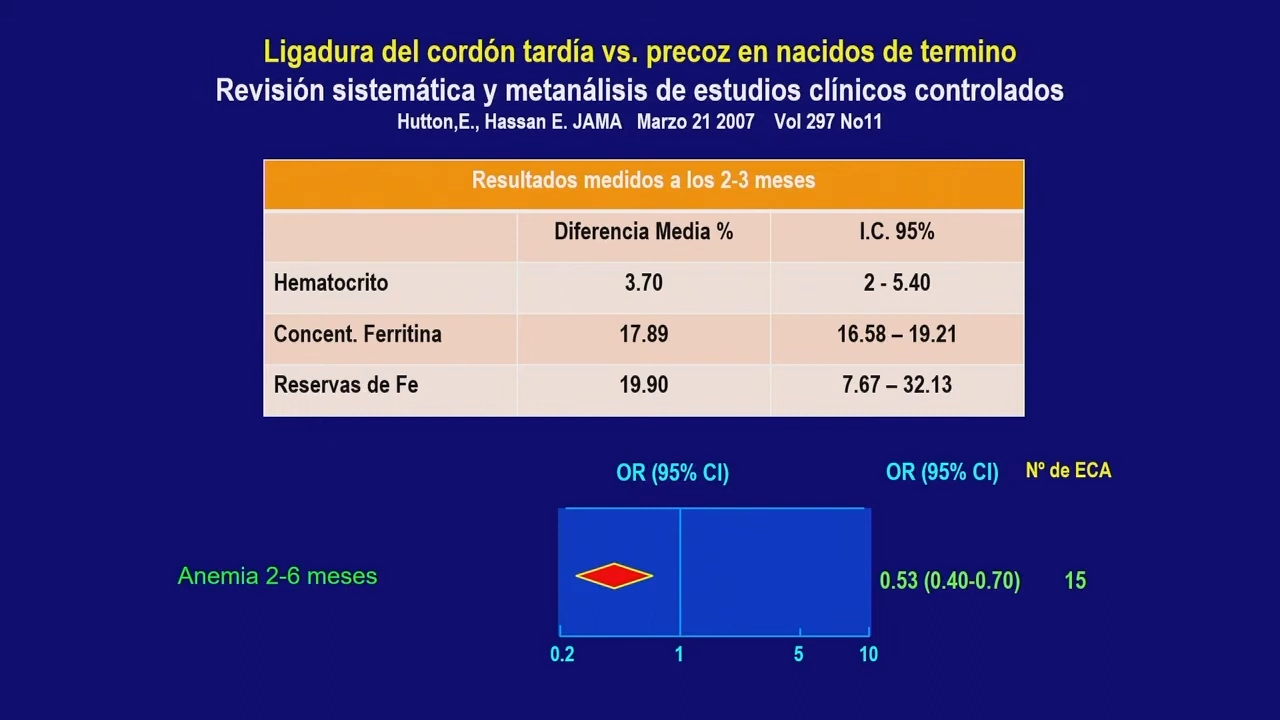 Ligadura del cordón tardía vs. precoz en nacidos de termino
Revisión sistemática y metanálisis de estudios clínicos controlados
Hutton,E., Hassan E. JAMA Marzo 21 2007 Vol 297 No11
Resultados medidos a los 2-3 meses
Diferencia Media % I.C. 95%
Hematocrito 3.70 2 - 5.40
Concent. Ferritina 17.89 16.58 – 19.21
Reservas de Fe 19.90 7.67 – 32.13
OR (95% CI) OR (95% CI) Nº de ECA
Anemia 2-6 meses 0.53 (0.40-0.70) 15
0.2 1 5 10